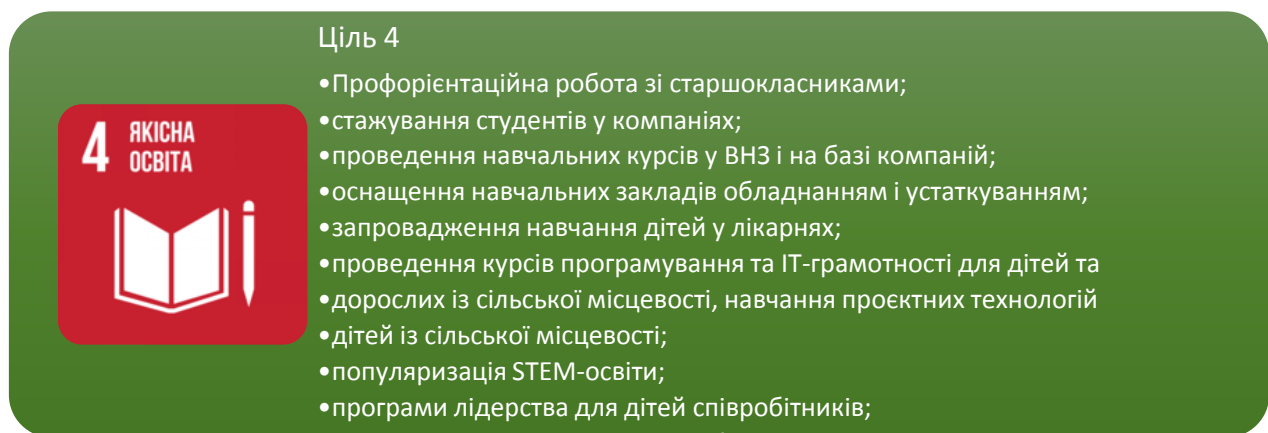 Ціль 4
•Профорієнтаційна робота зі старшокласниками;
•стажування студентів у компаніях;
•проведення навчальних курсів у ВНЗ і на базі компаній;
•оснащення навчальних закладів обладнанням і устаткуванням;
•запровадження навчання дітей у лікарнях;
•проведення курсів програмування та ІТ-грамотності для дітей та
•дорослих із сільської місцевості, навчання проєктних технологій
•дітей із сільської місцевості;
•популяризація STEM-освіти;
•програми лідерства для дітей співробітників;
4 ЯКІСНА
ОСВІТА